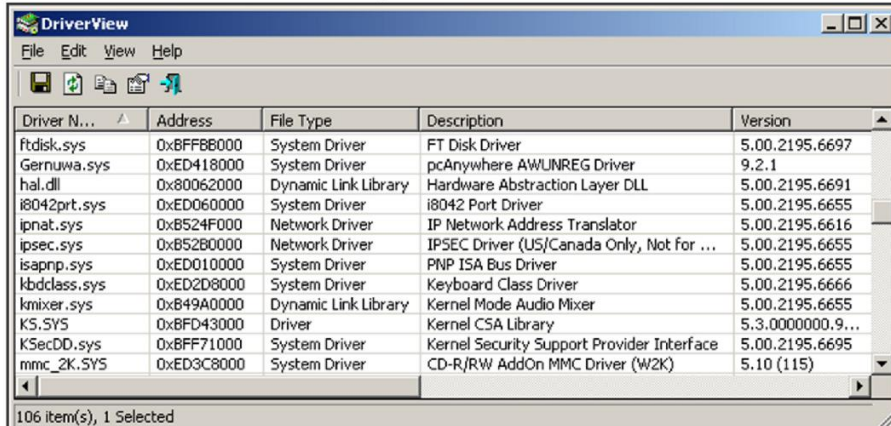 DriverView
File Edit View Help
Driver N... Address File Type Description Version
ftdisk.sys 0xBFFBB000 System Driver FT Disk Driver 5.00.2195.6697
Gernuwa.sys 0xED418000 System Driver pcAnywhere AWUNREG Driver 9.2.1
hal.dll 0x80062000 Dynamic Link Library Hardware Abstraction Layer DLL 5.00.2195.6691
i8042prt.sys 0xED060000 System Driver i8042 Port Driver 5.00.2195.6655
ipnat.sys 0xB524F000 Network Driver IP Network Address Translator 5.00.2195.6616
ipsec.sys 0xB52B0000 Network Driver IPSEC Driver (US/Canada Only, Not for ... 5.00.2195.6655
isapnp.sys 0xED010000 System Driver PNP ISA Bus Driver 5.00.2195.6655
kbdclass.sys 0xED2D8000 System Driver Keyboard Class Driver 5.00.2195.6666
kmixer.sys 0xB49A0000 Dynamic Link Library Kernel Mode Audio Mixer 5.00.2195.6655
KS.SYS 0xBFD43000 Driver Kernel CSA Library 5.3.0000000.9...
KSecDD.sys 0xBFF71000 System Driver Kernel Security Support Provider Interface 5.00.2195.6695
mmc_2K.SYS 0xED3C8000 System Driver CD-R/RW AddOn MMC Driver (W2K) 5.10 (115)
106 item(s), 1 Selected